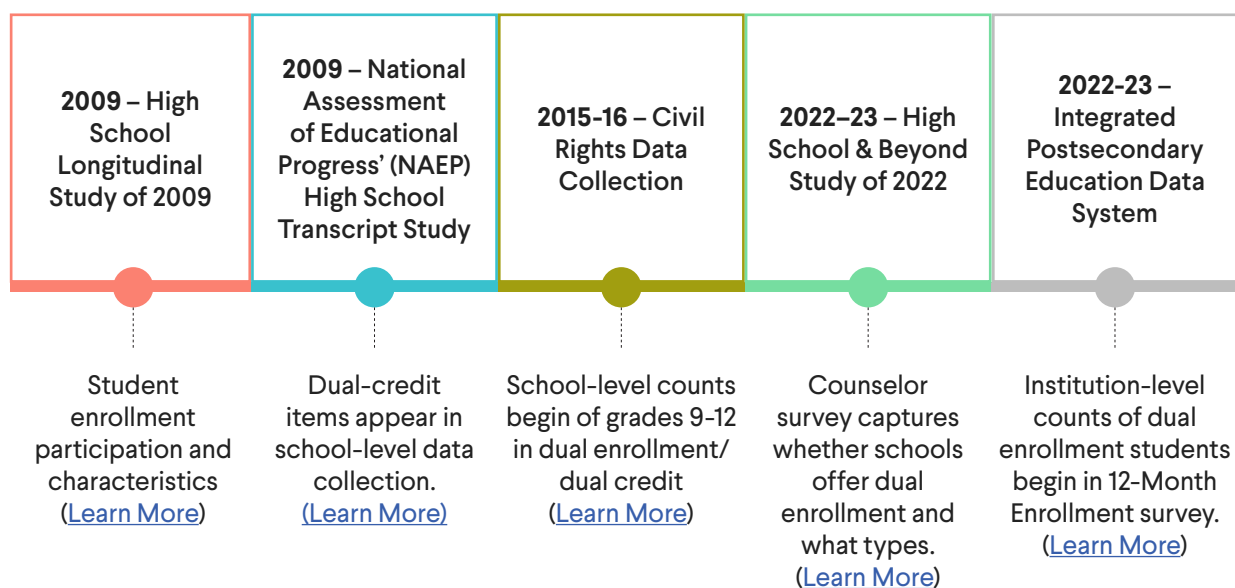 2009 – High
School
Longitudinal
Study of 2009
2009 – National
Assessment
of Educational
Progress’ (NAEP)
High School
Transcript Study
2015-16 – Civil
Rights Data
Collection
2022–23 – High
School & Beyond
Study of 2022
2022-23 –
Integrated
Postsecondary
Education Data
System
Student
enrollment
participation and
characteristics
(Learn More)
Dual-credit
items appear in
school-level data
collection.
(Learn More)
School-level counts
begin of grades 9-12
in dual enrollment/
dual credit
(Learn More)
Counselor
survey captures
whether schools
offer dual
enrollment and
what types.
(Learn More)
Institution-level
counts of dual
enrollment students
begin in 12-Month
Enrollment survey.
(Learn More)